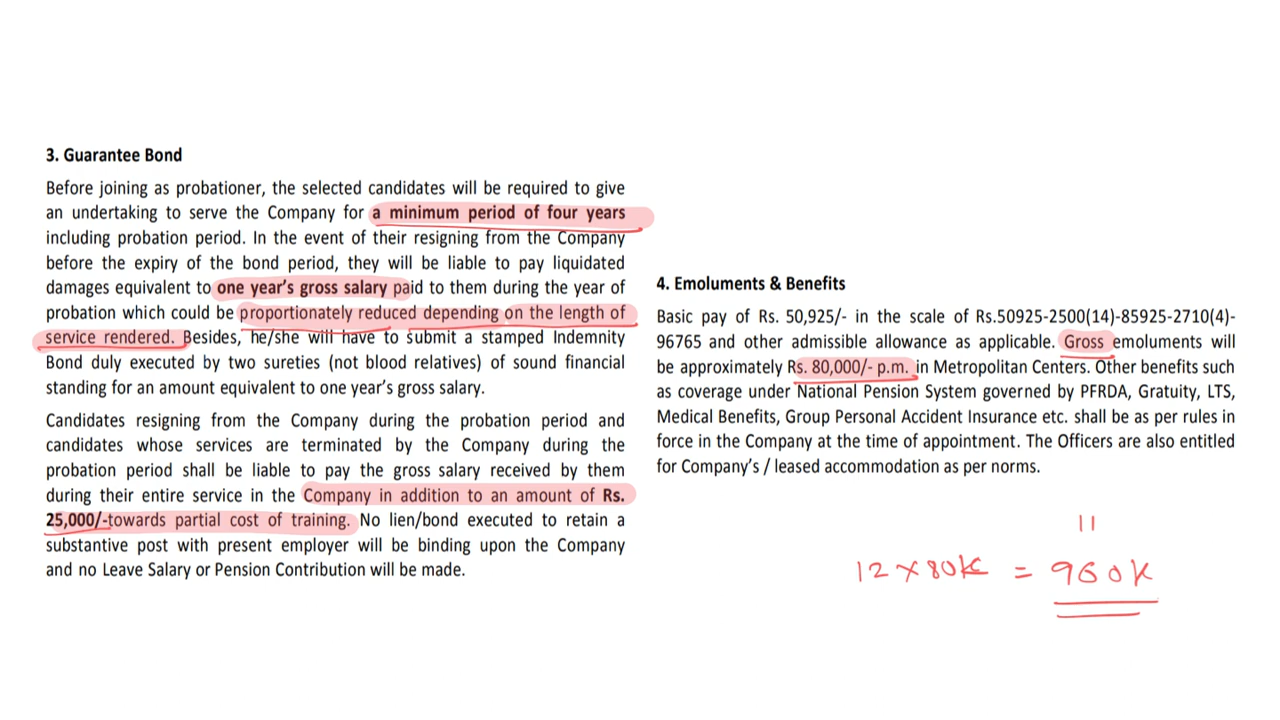 3. Guarantee Bond
Before joining as probationer, the selected candidates will be required to give
an undertaking to serve the Company for a minimum period of four years
including probation period. In the event of their resigning from the Company
before the expiry of the bond period, they will be liable to pay liquidated
damages equivalent to one year's gross salary paid to them during the year of
probation which could be proportionately reduced depending on the length of
service rendered. Besides, he/she will have to submit a stamped Indemnity
Bond duly executed by two sureties (not blood relatives) of sound financial
standing for an amount equivalent to one year's gross salary.
Candidates resigning from the Company during the probation period and
candidates whose services are terminated by the Company during the
probation period shall be liable to pay the gross salary received by them
during their entire service in the Company in addition to an amount of Rs.
25,000/-towards partial cost of training. No lien/bond executed to retain a
substantive post with present employer will be binding upon the Company
and no Leave Salary or Pension Contribution will be made.
4. Emoluments & Benefits
Basic pay of Rs. 50,925/- in the scale of Rs.50925-2500(14)-85925-2710(4)-
96765 and other admissible allowance as applicable. Gross emoluments will
be approximately Rs. 80,000/- p.m. in Metropolitan Centers. Other benefits such
as coverage under National Pension System governed by PFRDA, Gratuity, LTS,
Medical Benefits, Group Personal Accident Insurance etc. shall be as per rules in
force in the Company at the time of appointment. The Officers are also entitled
for Company's / leased accommodation as per norms.
11
12 × 80K = 960K